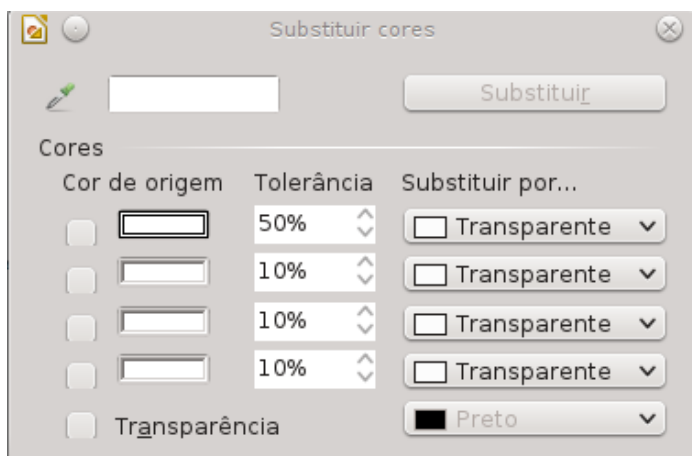 Substituir cores
Substituir
Cores
Cor de origem Tolerância Substituir por...
50% Transparente
10% Transparente
10% Transparente
10% Transparente
Transparência Preto